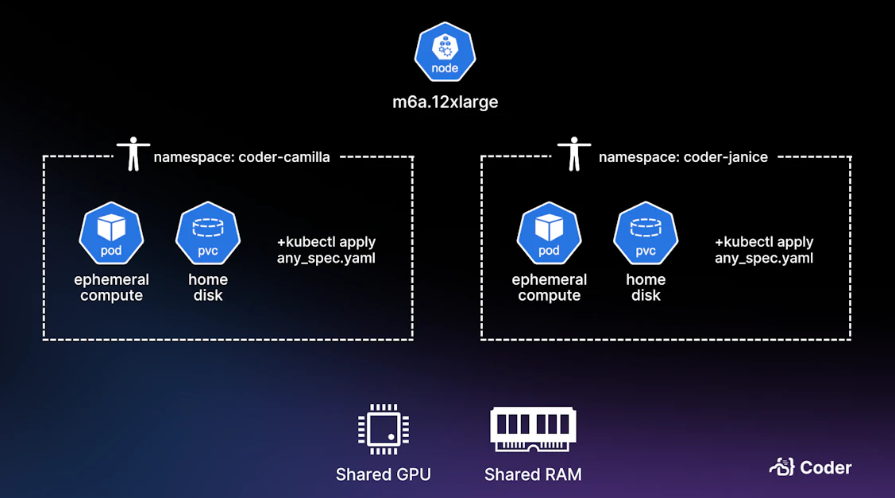 node
m6a.12xlarge
namespace: coder-camilla
namespace: coder-janice
pod
pvc
+kubectl apply
any_spec.yaml
ephemeral
compute
home
disk
pod
pvc
+kubectl apply
any_spec.yaml
ephemeral
compute
home
disk
Shared GPU
Shared RAM
Coder